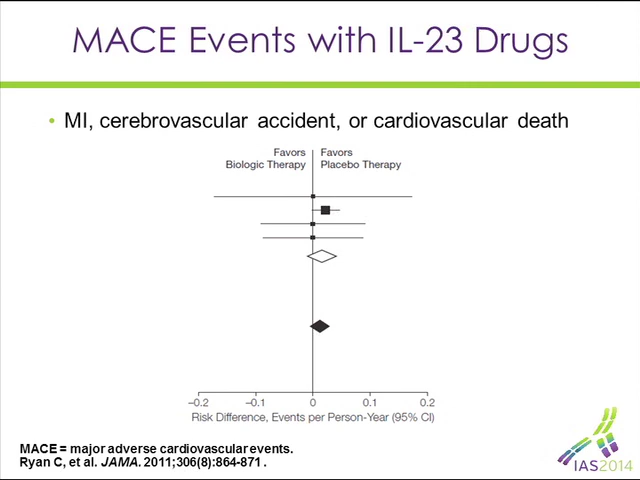 MACE Events with IL-23 Drugs
• MI, cerebrovascular accident, or cardiovascular death
Favors Biologic Therapy
Favors Placebo Therapy
–0.2 –0.1 0 0.1 0.2
Risk Difference, Events per Person-Year (95% CI)
MACE = major adverse cardiovascular events.
Ryan C, et al. JAMA. 2011;306(8):864-871.
IAS2014